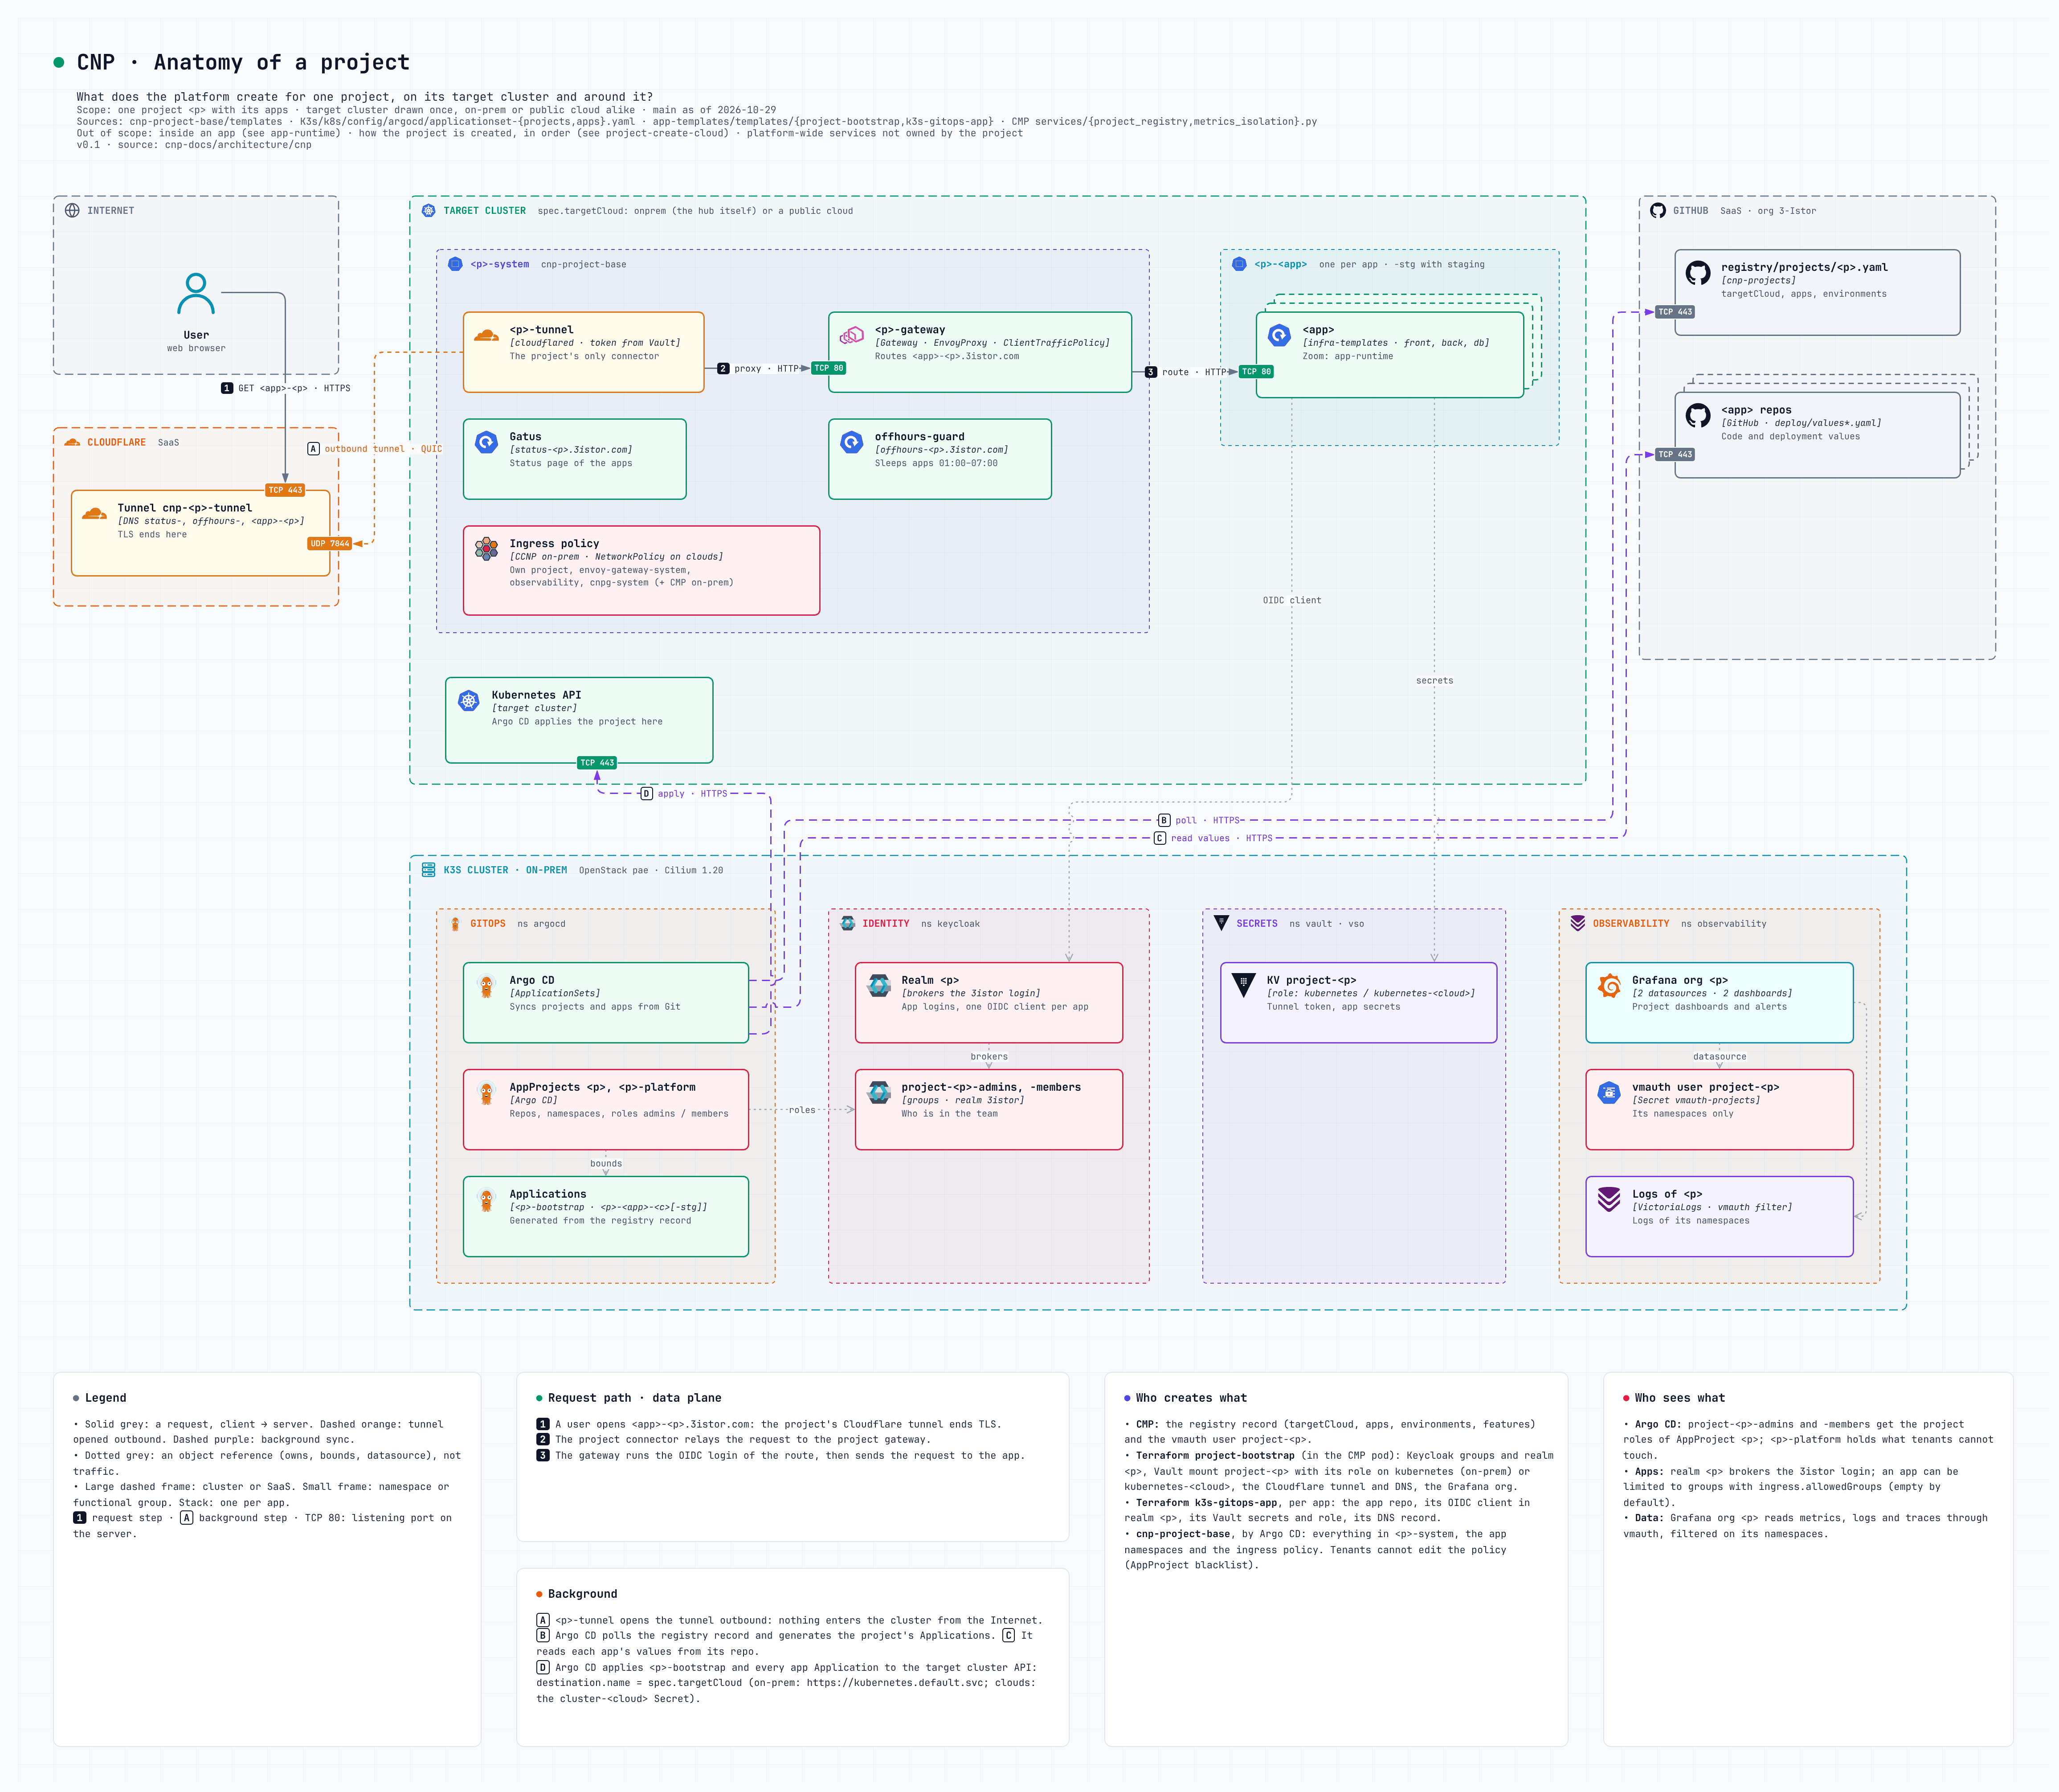 CNP · Anatomy of a project
What does the platform create for one project, on its target cluster and around it?
Scope: one project <p> with its apps · target cluster drawn once, on-prem or public cloud alike · main as of 2026-10-29
Sources: cnp-project-base/templates · K3s/k8s/config/argocd/applicationset-{projects,apps}.yaml · app-templates/templates/{project-bootstrap,k3s-gitops-app} · CMP services/{project_registry,metrics_isolation}.py
Out of scope: inside an app (see app-runtime) · how the project is created, in order (see project-create-cloud) · platform-wide services not owned by the project
v0.1 · source: cnp-docs/architecture/cnp
INTERNET
User
web browser
1 GET <app>-<p> · HTTPS
CLOUDFLARE SaaS
A outbound tunnel · QUIC
TCP 443
Tunnel cnp-<p>-tunnel
[DNS status-, offhours-, <app>-<p>]
TLS ends here
UDP 7844
TARGET CLUSTER spec.targetCloud: onprem (the hub itself) or a public cloud
<p>-system cnp-project-base
<p>-tunnel
[cloudflared · token from Vault]
The project's only connector
2 proxy · HTTP
TCP 80
<p>-gateway
[Gateway · EnvoyProxy · ClientTrafficPolicy]
Routes <app>-<p>.3istor.com
3 route · HTTP
Gatus
[status-<p>.3istor.com]
Status page of the apps
offhours-guard
[offhours-<p>.3istor.com]
Sleeps apps 01:00–07:00
Ingress policy
[CCNP on-prem · NetworkPolicy on clouds]
Own project, envoy-gateway-system,
observability, cnpg-system (+ CMP on-prem)
<p>-<app> one per app · -stg with staging
TCP 80
<app>
[infra-templates · front, back, db]
Zoom: app-runtime
OIDC client
secrets
Kubernetes API
[target cluster]
Argo CD applies the project here
TCP 443
D apply · HTTPS
B poll · HTTPS
C read values · HTTPS
GITHUB SaaS · org 3-Istor
registry/projects/<p>.yaml
[cnp-projects]
targetCloud, apps, environments
TCP 443
<app> repos
[GitHub · deploy/values*.yaml]
Code and deployment values
TCP 443
K3S CLUSTER · ON-PREM OpenStack pae · Cilium 1.20
GITOPS ns argocd
Argo CD
[ApplicationSets]
Syncs projects and apps from Git
AppProjects <p>, <p>-platform
[Argo CD]
Repos, namespaces, roles admins / members
roles
bounds
Applications
[<p>-bootstrap · <p>-<app>-<c>[-stg]]
Generated from the registry record
IDENTITY ns keycloak
Realm <p>
[brokers the 3istor login]
App logins, one OIDC client per app
brokers
project-<p>-admins, -members
[groups · realm 3istor]
Who is in the team
SECRETS ns vault · vso
KV project-<p>
[role: kubernetes / kubernetes-<cloud>]
Tunnel token, app secrets
OBSERVABILITY ns observability
Grafana org <p>
[2 datasources · 2 dashboards]
Project dashboards and alerts
datasource
vmauth user project-<p>
[Secret vmauth-projects]
Its namespaces only
Logs of <p>
[VictoriaLogs · vmauth filter]
Logs of its namespaces
Legend
• Solid grey: a request, client → server. Dashed orange: tunnel
opened outbound. Dashed purple: background sync.
• Dotted grey: an object reference (owns, bounds, datasource), not
traffic.
• Large dashed frame: cluster or SaaS. Small frame: namespace or
functional group. Stack: one per app.
1 request step · A background step · TCP 80: listening port on
the server.
Request path · data plane
1 A user opens <app>-<p>.3istor.com: the project's Cloudflare tunnel ends TLS.
2 The project connector relays the request to the project gateway.
3 The gateway runs the OIDC login of the route, then sends the request to the app.
Background
A <p>-tunnel opens the tunnel outbound: nothing enters the cluster from the Internet.
B Argo CD polls the registry record and generates the project's Applications. C It
reads each app's values from its repo.
D Argo CD applies <p>-bootstrap and every app Application to the target cluster API:
destination.name = spec.targetCloud (on-prem: https://kubernetes.default.svc; clouds:
the cluster-<cloud> Secret).
Who creates what
• CMP: the registry record (targetCloud, apps, environments, features)
and the vmauth user project-<p>.
• Terraform project-bootstrap (in the CMP pod): Keycloak groups and realm
<p>, Vault mount project-<p> with its role on kubernetes (on-prem) or
kubernetes-<cloud>, the Cloudflare tunnel and DNS, the Grafana org.
• Terraform k3s-gitops-app, per app: the app repo, its OIDC client in
realm <p>, its Vault secrets and role, its DNS record.
• cnp-project-base, by Argo CD: everything in <p>-system, the app
namespaces and the ingress policy. Tenants cannot edit the policy
(AppProject blacklist).
Who sees what
• Argo CD: project-<p>-admins and -members get the project
roles of AppProject <p>; <p>-platform holds what tenants cannot
touch.
• Apps: realm <p> brokers the 3istor login; an app can be
limited to groups with ingress.allowedGroups (empty by
default).
• Data: Grafana org <p> reads metrics, logs and traces through
vmauth, filtered on its namespaces.